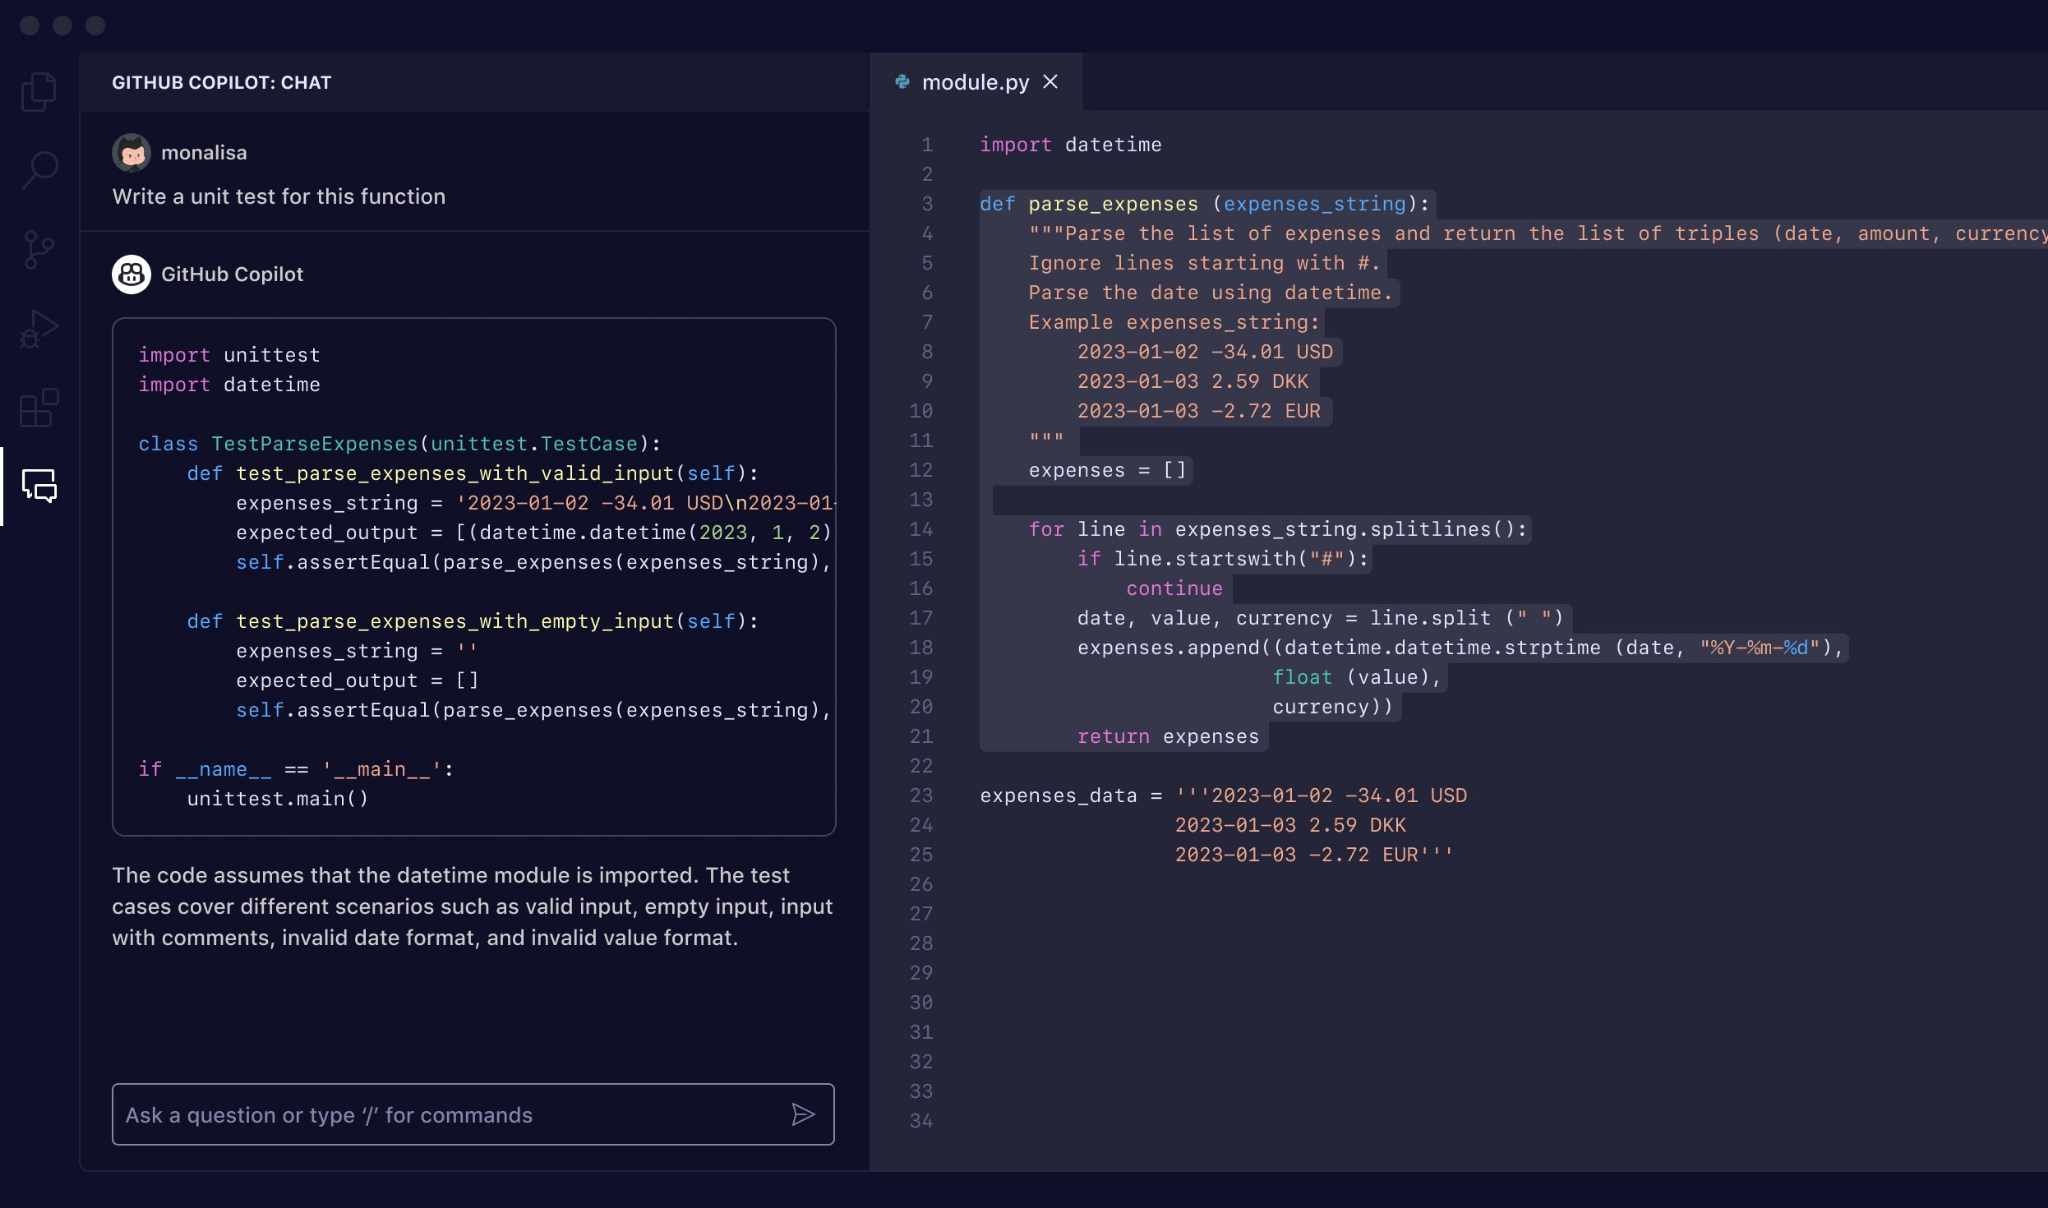 GITHUB COPILOT: CHAT
monalisa
Write a unit test for this function
GitHub Copilot
import unittest
import datetime
class TestParseExpenses(unittest.TestCase):
    def test_parse_expenses_with_valid_input(self):
        expenses_string = '2023-01-02 -34.01 USD\n2023-01-
        expected_output = [(datetime.datetime(2023, 1, 2)
        self.assertEqual(parse_expenses(expenses_string),
    def test_parse_expenses_with_empty_input(self):
        expenses_string = ''
        expected_output = []
        self.assertEqual(parse_expenses(expenses_string),
if __name__ == '__main__':
    unittest.main()
The code assumes that the datetime module is imported. The test
cases cover different scenarios such as valid input, empty input, input
with comments, invalid date format, and invalid value format.
Ask a question or type ‘/’ for commands
module.py
1 import datetime
2
3 def parse_expenses (expenses_string):
4     """Parse the list of expenses and return the list of triples (date, amount, currency
5     Ignore lines starting with #.
6     Parse the date using datetime.
7     Example expenses_string:
8         2023-01-02 -34.01 USD
9         2023-01-03 2.59 DKK
10         2023-01-03 -2.72 EUR
11     """
12     expenses = []
13
14     for line in expenses_string.splitlines():
15         if line.startswith("#"):
16             continue
17         date, value, currency = line.split (" ")
18         expenses.append((datetime.datetime.strptime (date, "%Y-%m-%d"),
19                         float (value),
20                         currency))
21         return expenses
22
23 expenses_data = '''2023-01-02 -34.01 USD
24                 2023-01-03 2.59 DKK
25                 2023-01-03 -2.72 EUR'''
26
27
28
29
30
31
32
33
34